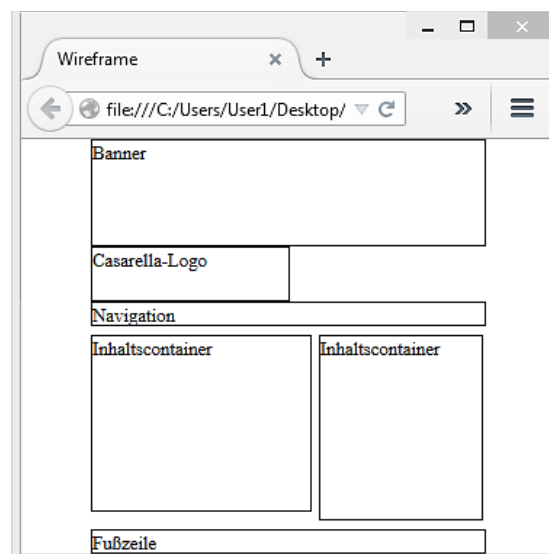 Wireframe
file:///C:/Users/User1/Desktop/
Banner
Casarella-Logo
Navigation
Inhaltscontainer
Inhaltscontainer
Fußzeile